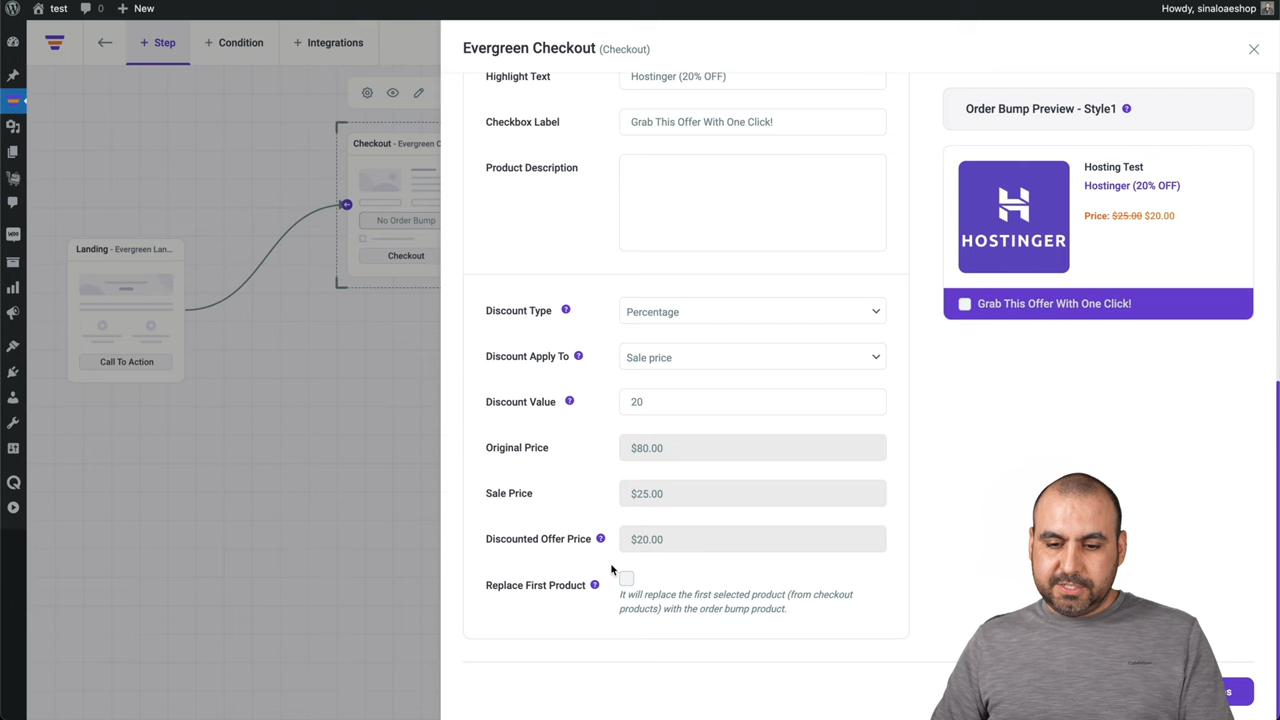 test
0
New
Howdy, sinaloaeshop
+ Step
+ Condition
+ Integrations
Evergreen Checkout (Checkout)
Highlight Text
Hostinger (20% OFF)
Checkbox Label
Grab This Offer With One Click!
Product Description
Discount Type ?
Percentage
Discount Apply To ?
Sale price
Discount Value ?
20
Original Price
$80.00
Sale Price
$25.00
Discounted Offer Price ?
$20.00
Replace First Product ?
It will replace the first selected product (from checkout
products) with the order bump product.
Order Bump Preview - Style1 ?
HOSTINGER
Hosting Test
Hostinger (20% OFF)
Price: $25.00 $20.00
Grab This Offer With One Click!
Checkout - Evergreen C
No Order Bump
Checkout
Landing - Evergreen Lan...
Call To Action